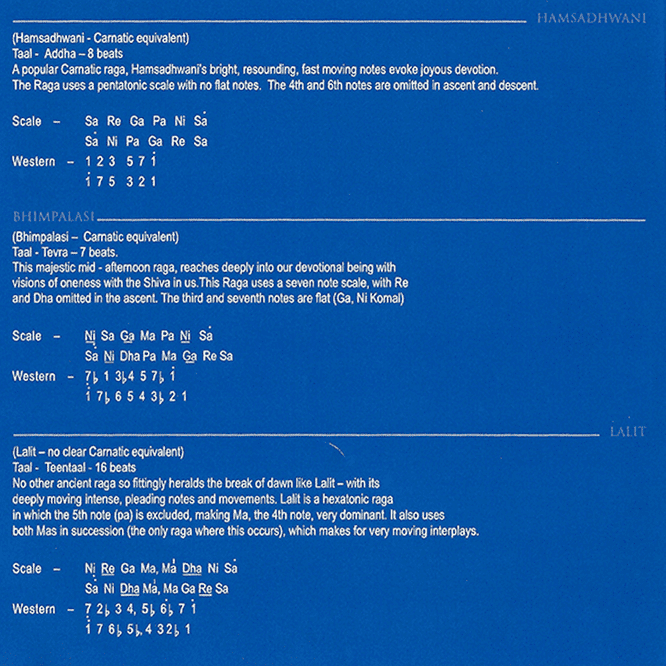 HAMSADHWANI
(Hamsadhwani - Carnatic equivalent)
Taal - Addha – 8 beats
A popular Carnatic raga, Hamsadhwani's bright, resounding, fast moving notes evoke joyous devotion.
The Raga uses a pentatonic scale with no flat notes. The 4th and 6th notes are omitted in ascent and descent.
Scale – Sa Re Ga Pa Ni Ṡa
Ṡa Ni Pa Ga Re Sa
Western – 1 2 3 5 7 1̇
1̇ 7 5 3 2 1
BHIMPALASI
(Bhimpalasi – Carnatic equivalent)
Taal - Tevra – 7 beats.
This majestic mid - afternoon raga, reaches deeply into our devotional being with
visions of oneness with the Shiva in us.This Raga uses a seven note scale, with Re
and Dha omitted in the ascent. The third and seventh notes are flat (Ga, Ni Komal)
Scale – Ni Sa Ga Ma Pa Ni Ṡa
Ṡa Ni Dha Pa Ma Ga Re Sa
Western – 7♭ 1 3♭ 4 5 7♭ 1̇
1̇ 7♭ 6 5 4 3♭ 2 1
LALIT
(Lalit – no clear Carnatic equivalent)
Taal - Teentaal - 16 beats
No other ancient raga so fittingly heralds the break of dawn like Lalit – with its
deeply moving intense, pleading notes and movements. Lalit is a hexatonic raga
in which the 5th note (pa) is excluded, making Ma, the 4th note, very dominant. It also uses
both Mas in succession (the only raga where this occurs), which makes for very moving interplays.
Scale – Ni Re Ga Ma, Ma̍ Dha Ni Ṡa
Ṡa Ni Dha Ma̍, Ma Ga Re Sa
Western – 7 2♭ 3 4, 5♭ 6♭ 7 1̇
1̇ 7 6♭ 5♭, 4 3 2♭ 1